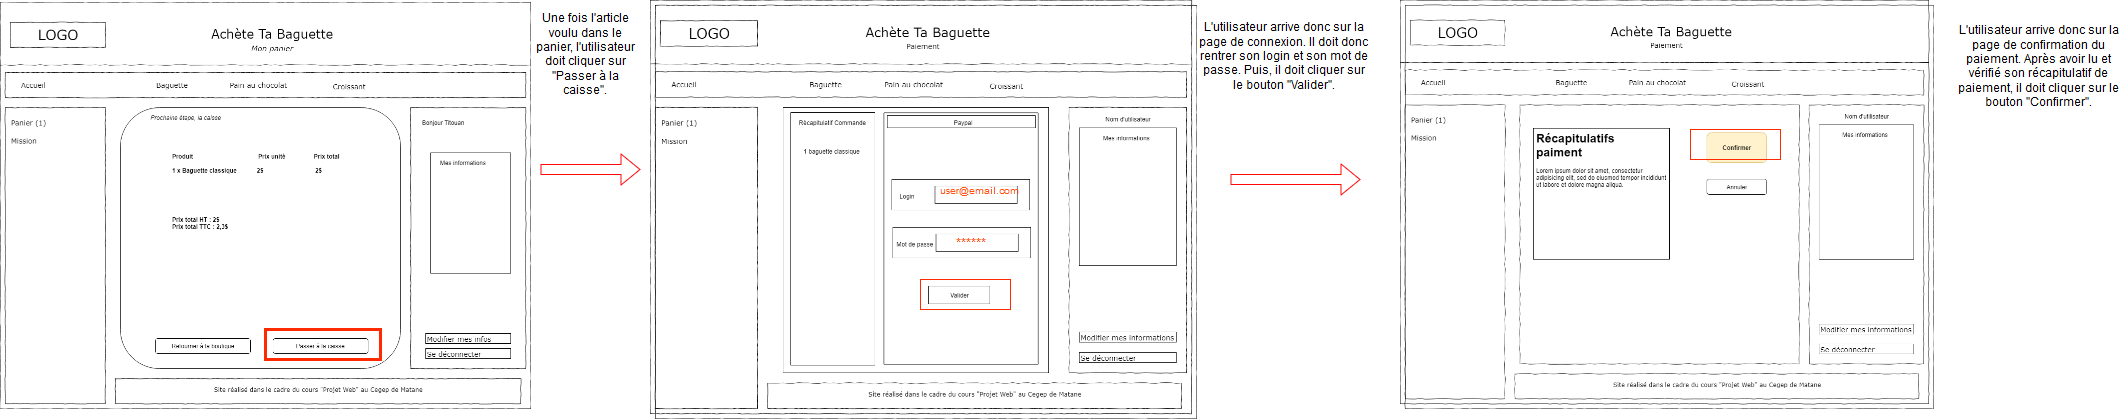 LOGO
Achète Ta Baguette
Mon panier
Accueil
Baguette
Pain au chocolat
Croissant
Panier (1)
Mission
Prochaine étape, la caisse
Produit
Prix unité
Prix total
1 x Baguette classique
2$
2$
Prix total HT : 2$
Prix total TTC : 2,3$
Retourner à la boutique
Passer à la caisse
Bonjour Titouan
Mes informations
Modifier mes infos
Se déconnecter
Site réalisé dans le cadre du cours "Projet Web" au Cegep de Matane
Une fois l'article
voulu dans le
panier, l'utilisateur
doit cliquer sur
"Passer à la
caisse".
LOGO
Achète Ta Baguette
Paiement
Accueil
Baguette
Pain au chocolat
Croissant
Panier (1)
Mission
Récapitulatif Commande
1 baguette classique
Paypal
Login
user@email.com
Mot de passe
******
Valider
Nom d'utilisateur
Mes informations
Modifier mes informations
Se déconnecter
Site réalisé dans le cadre du cours "Projet Web" au Cegep de Matane
L'utilisateur arrive donc sur la
page de connexion. Il doit donc
rentrer son login et son mot de
passe. Puis, il doit cliquer sur
le bouton "Valider".
LOGO
Achète Ta Baguette
Paiement
Accueil
Baguette
Pain au chocolat
Croissant
Panier (1)
Mission
Récapitulatifs
paiment
Lorem ipsum dolor sit amet, consectetur
adipisicing elit, sed do eiusmod tempor incididunt
ut labore et dolore magna aliqua.
Confirmer
Annuler
Nom d'utilisateur
Mes informations
Modifier mes informations
Se déconnecter
Site réalisé dans le cadre du cours "Projet Web" au Cegep de Matane
L'utilisateur arrive donc sur la
page de confirmation du
paiement. Après avoir lu et
vérifié son récapitulatif de
paiement, il doit cliquer sur le
bouton "Confirmer".